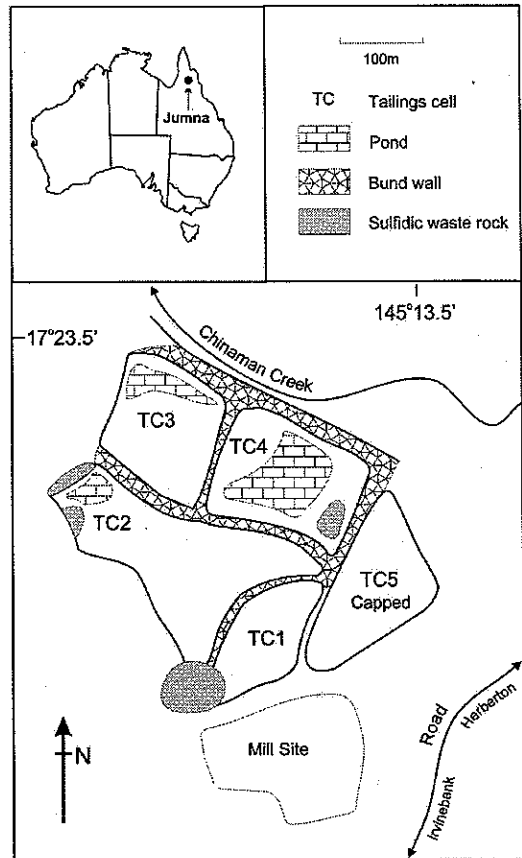 Jumna
100m
TC Tailings cell
Pond
Bund wall
Sulfidic waste rock
145°13.5'
17°23.5'
Chinaman Creek
TC3
TC4
TC2
TC5
Capped
TC1
Road
Herberton
Irvinebank
Mill Site
N